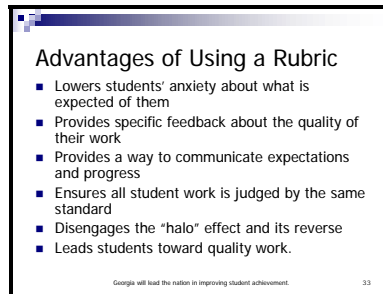 Advantages of Using a Rubric
Lowers students' anxiety about what is
expected of them
Provides specific feedback about the quality of
their work
Provides a way to communicate expectations
and progress
Ensures all student work is judged by the same
standard
Disengages the "halo" effect and its reverse
Leads students toward quality work.
Georgia will lead the nation in improving student achievement. 33